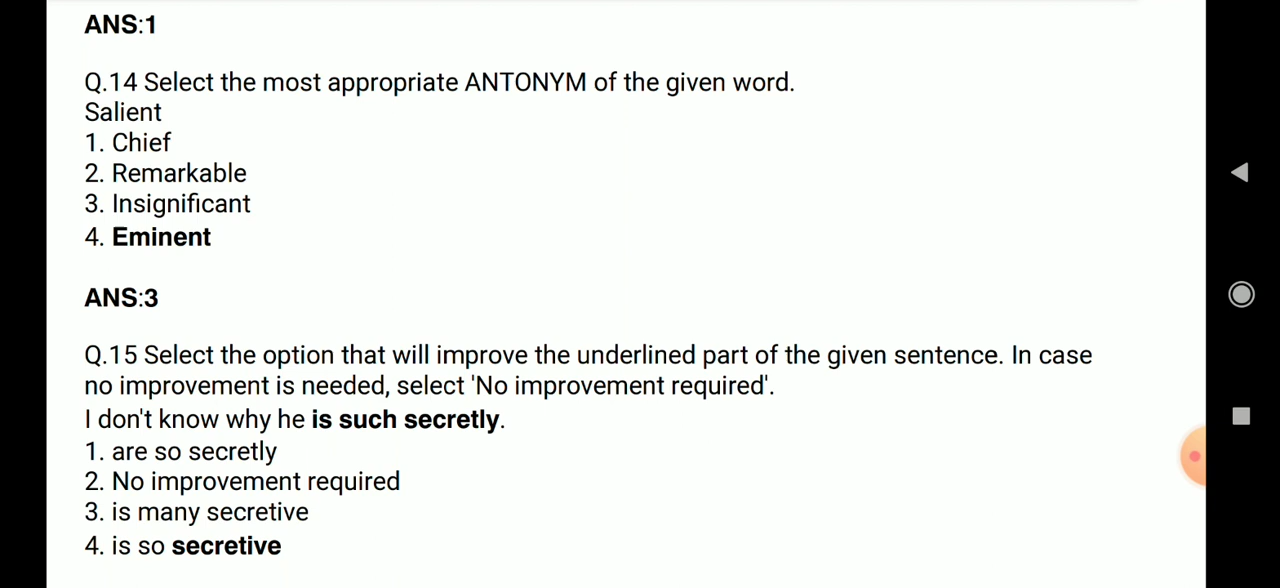 ANS:1
Q.14 Select the most appropriate ANTONYM of the given word.
Salient
1. Chief
2. Remarkable
3. Insignificant
4. Eminent
ANS:3
Q.15 Select the option that will improve the underlined part of the given sentence. In case
no improvement is needed, select 'No improvement required'.
I don't know why he is such secretly.
1. are so secretly
2. No improvement required
3. is many secretive
4. is so secretive